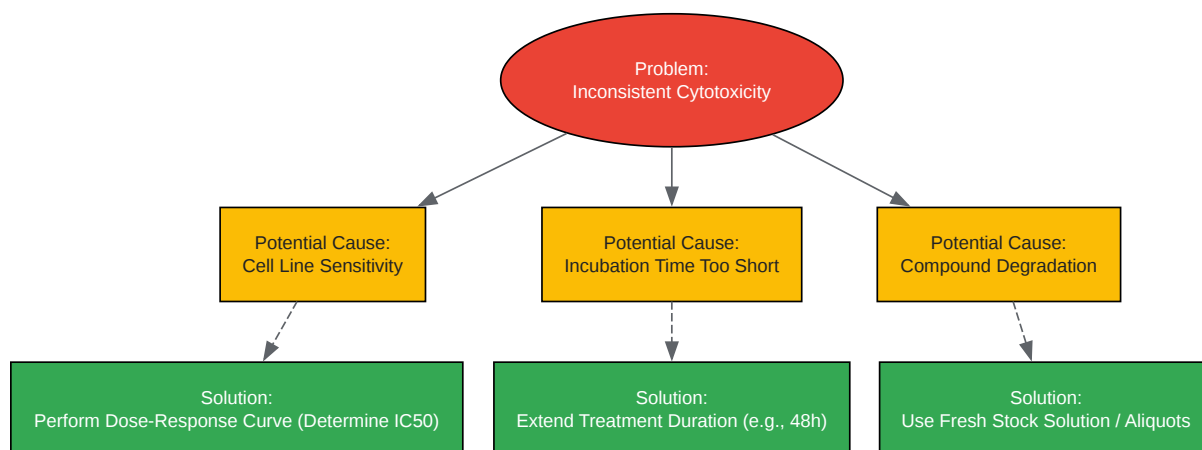 Problem:
Inconsistent Cytotoxicity
Potential Cause:
Cell Line Sensitivity
Potential Cause:
Incubation Time Too Short
Potential Cause:
Compound Degradation
Solution:
Perform Dose-Response Curve (Determine IC50)
Solution:
Extend Treatment Duration (e.g., 48h)
Solution:
Use Fresh Stock Solution / Aliquots